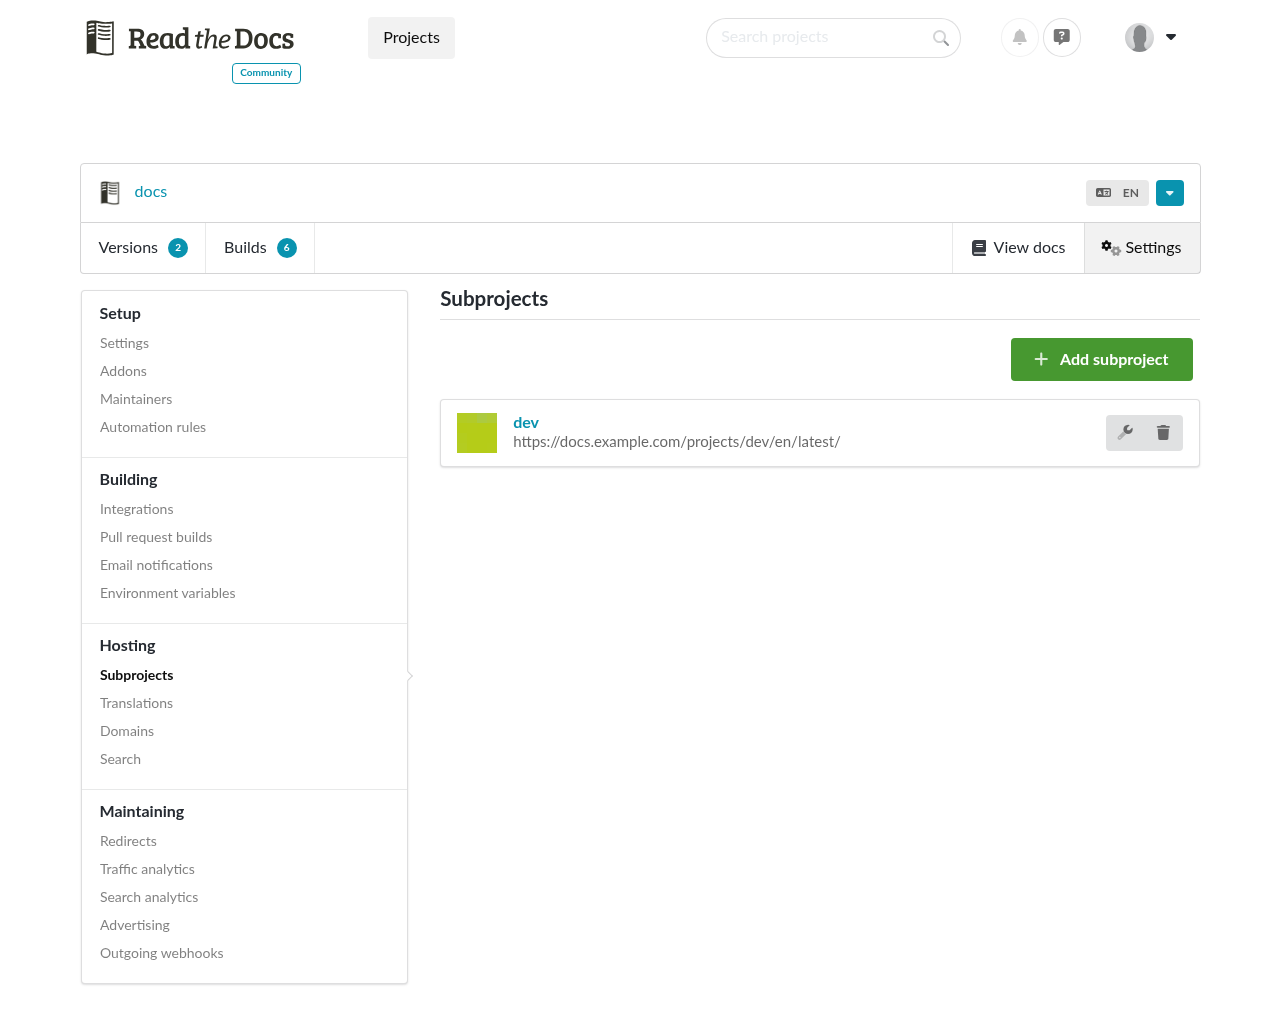 Read the Docs
Community
Projects
Search projects
docs
EN
Versions 2
Builds 6
View docs
Settings
Setup
Settings
Addons
Maintainers
Automation rules
Building
Integrations
Pull request builds
Email notifications
Environment variables
Hosting
Subprojects
Translations
Domains
Search
Maintaining
Redirects
Traffic analytics
Search analytics
Advertising
Outgoing webhooks
Subprojects
Add subproject
dev
https://docs.example.com/projects/dev/en/latest/